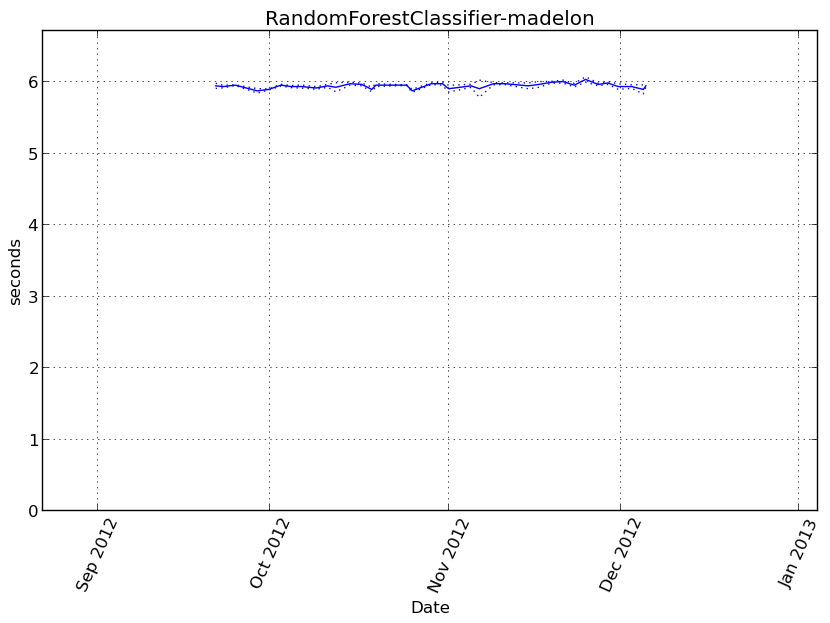 RandomForestClassifier-madelon
6
5
4
3
2
1
0
seconds
Sep 2012
Oct 2012
Nov 2012
Dec 2012
Jan 2013
Date